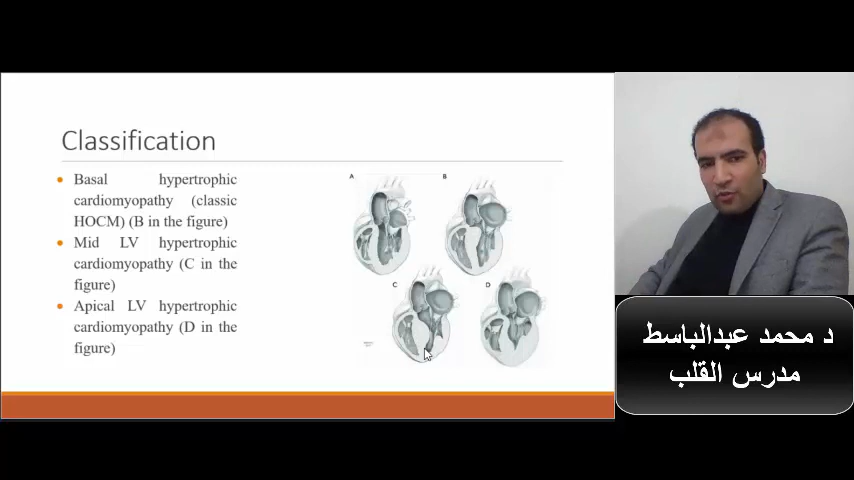 Classification
Basal hypertrophic
cardiomyopathy (classic
HOCM) (B in the figure)
Mid LV hypertrophic
cardiomyopathy (C in the
figure)
Apical LV hypertrophic
cardiomyopathy (D in the
figure)
A
B
C
D
د محمد عبدالباسط
مدرس القلب